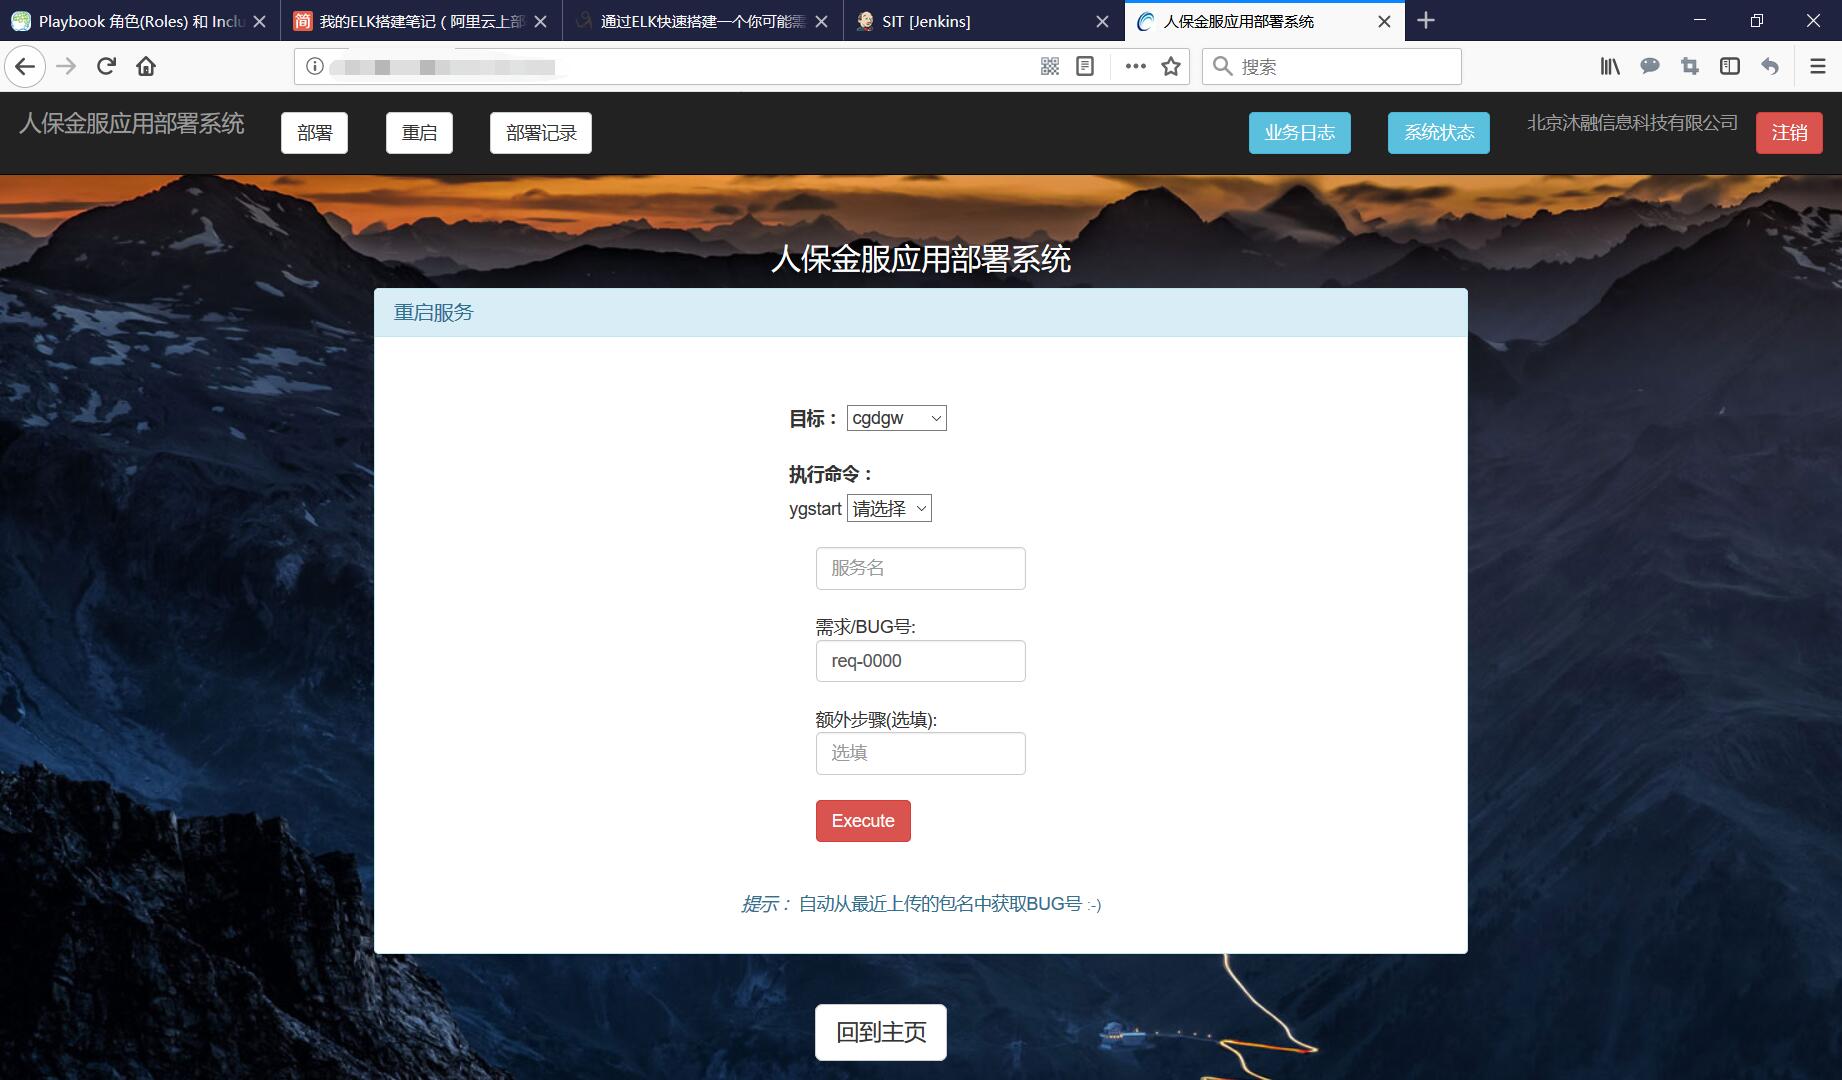 Playbook 角色(Roles) 和 Inclu
我的ELK搭建笔记（阿里云上部
通过ELK快速搭建一个你可能需
SIT [Jenkins]
人保金服应用部署系统
搜索
人保金服应用部署系统
部署
重启
部署记录
业务日志
系统状态
北京沐融信息科技有限公司
注销
人保金服应用部署系统
重启服务
目标： cgdgw
执行命令：
ygstart 请选择
服务名
需求/BUG号:
req-0000
额外步骤(选填):
选填
Execute
提示： 自动从最近上传的包名中获取BUG号 :-)
回到主页